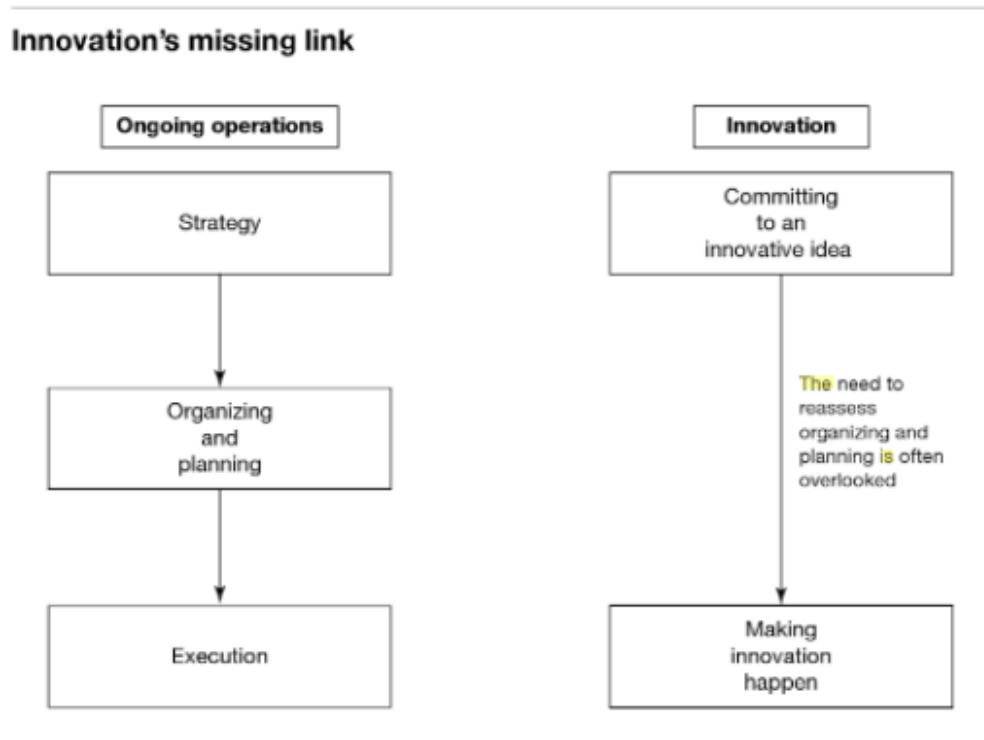 Innovation's missing link
Ongoing operations
Strategy
Organizing
and
planning
Execution
Innovation
Committing
to an
innovative idea
The need to
reassess
organizing and
planning is often
overlooked
Making
innovation
happen